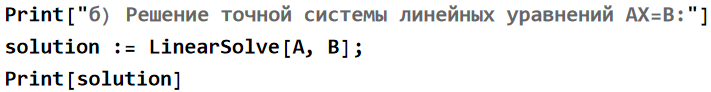 Print["б) Решение точной системы линейных уравнений AX=B:"]
solution := LinearSolve[A, B];
Print[solution]